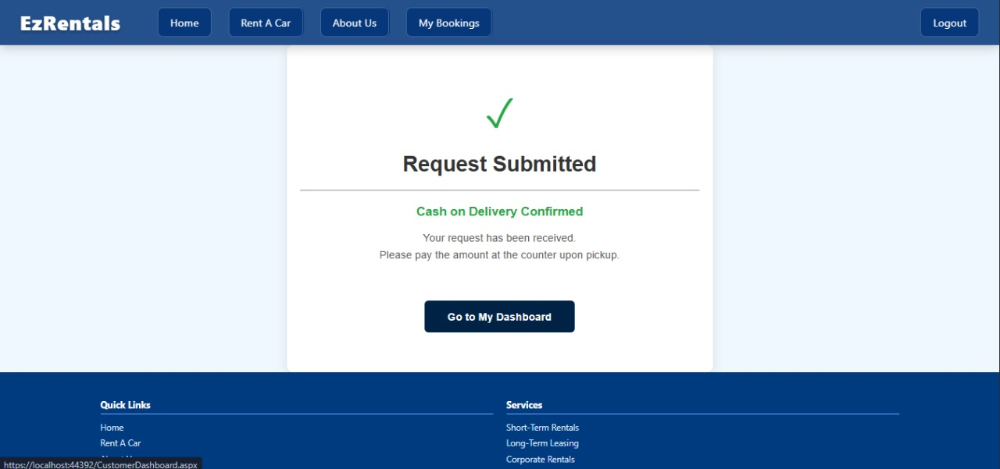 EzRentals Home Rent A Car About Us My Bookings Logout
✓
Request Submitted
Cash on Delivery Confirmed
Your request has been received.
Please pay the amount at the counter upon pickup.
Go to My Dashboard
Quick Links
Home
Rent A Car
Services
Short-Term Rentals
Long-Term Leasing
Corporate Rentals
https://localhost:44392/CustomerDashboard.aspx